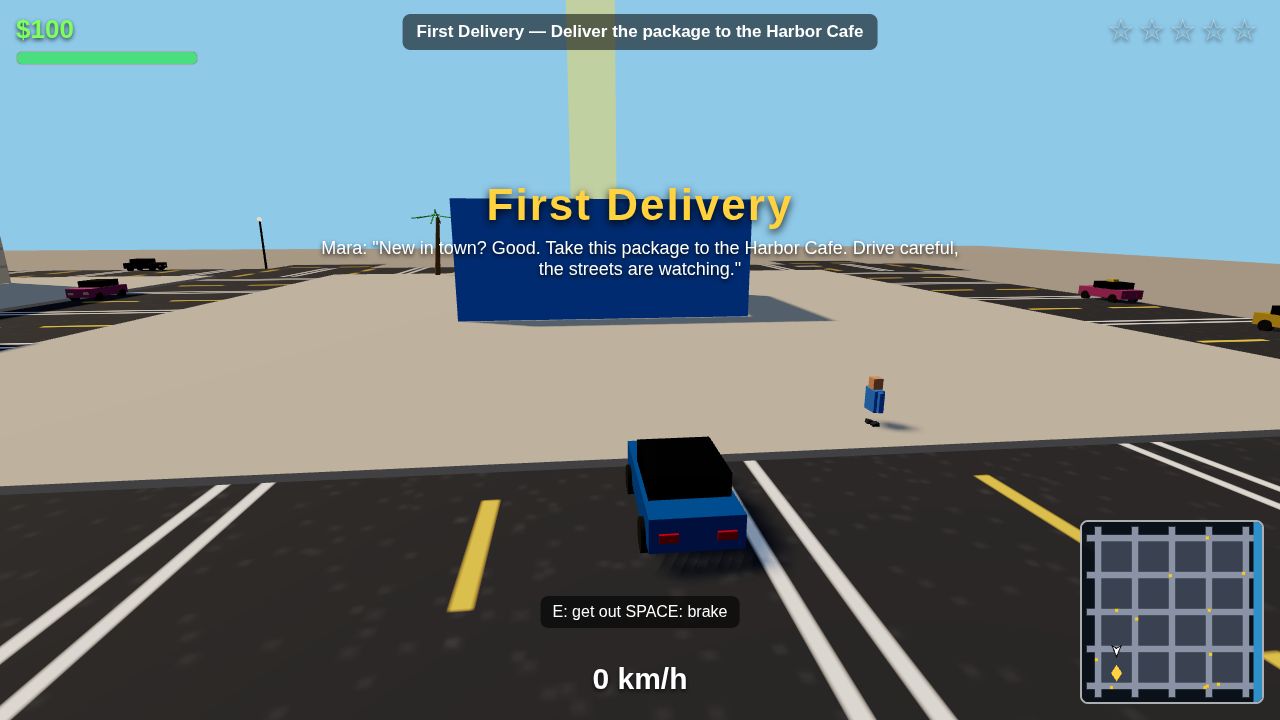 $100
First Delivery — Deliver the package to the Harbor Cafe
First Delivery
Mara: "New in town? Good. Take this package to the Harbor Cafe. Drive careful,
the streets are watching."
E: get out SPACE: brake
0 km/h